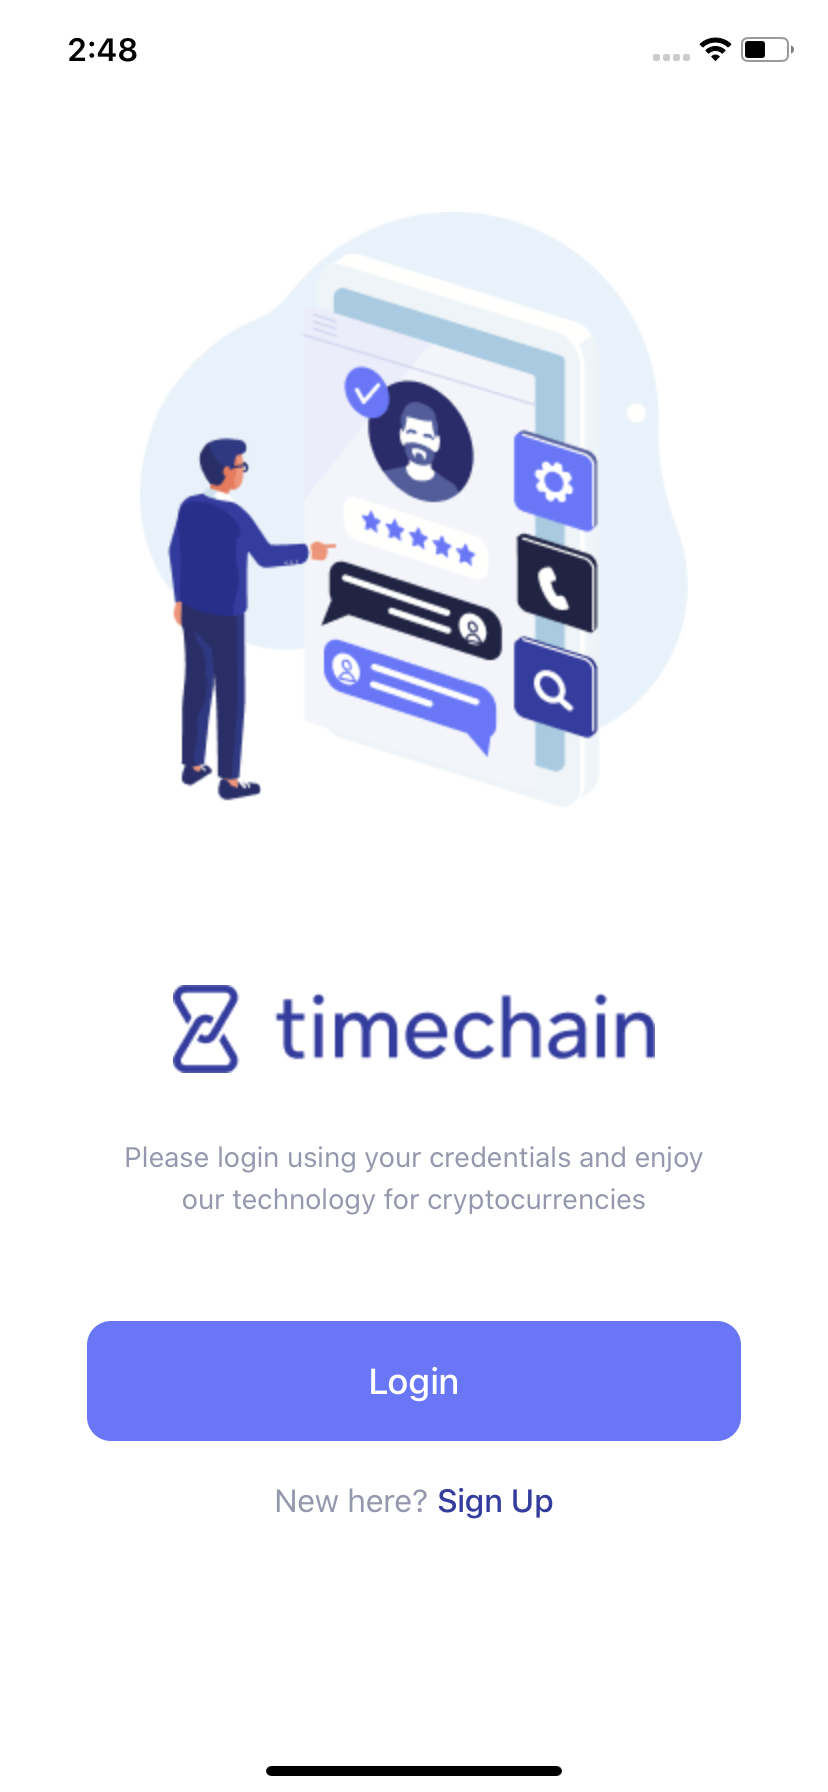 2:48
timechain
Please login using your credentials and enjoy
our technology for cryptocurrencies
Login
New here? Sign Up